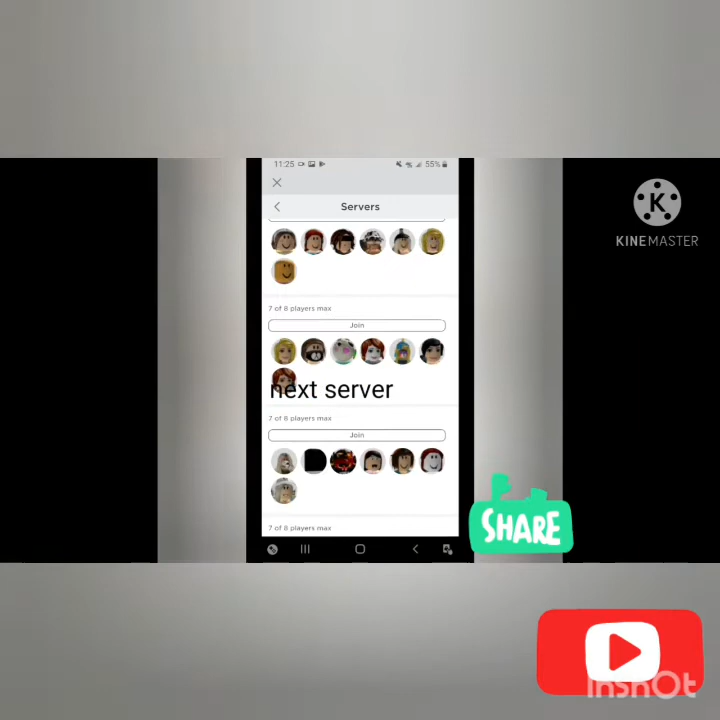 11:25
55%
KINEMASTER
Servers
7 of 8 players max
Join
next server
7 of 8 players max
Join
SHARE
7 of 8 players max
InShOt